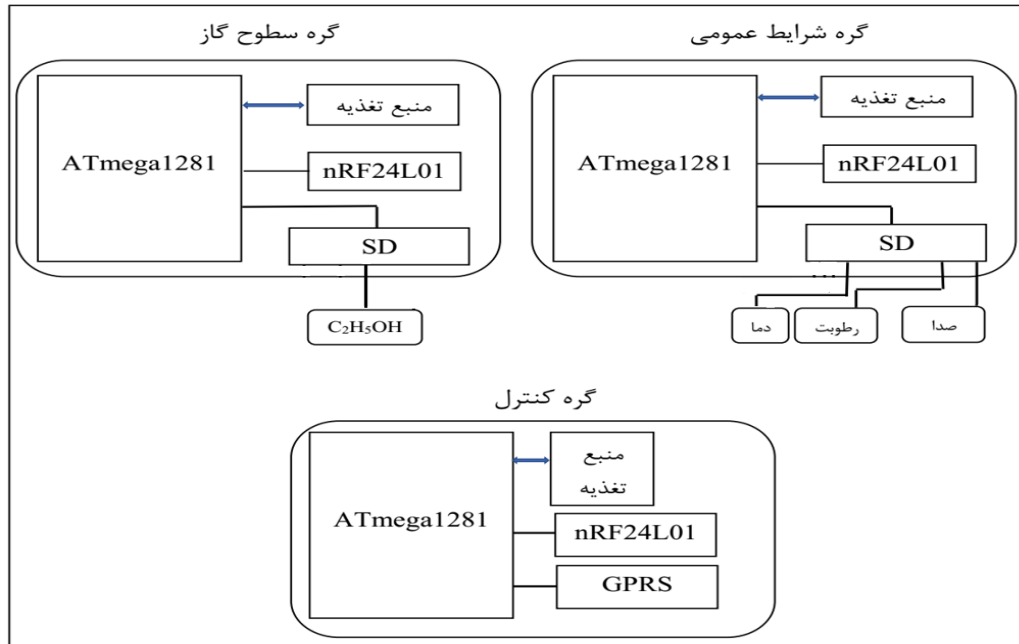 گره شرایط عمومی
ATmega1281
منبع تغذیه
nRF24L01
SD
...
دما
رطوبت
صدا
گره سطوح گاز
ATmega1281
منبع تغذیه
nRF24L01
SD
C₂H₅OH
گره کنترل
ATmega1281
منبع
تغذیه
nRF24L01
GPRS